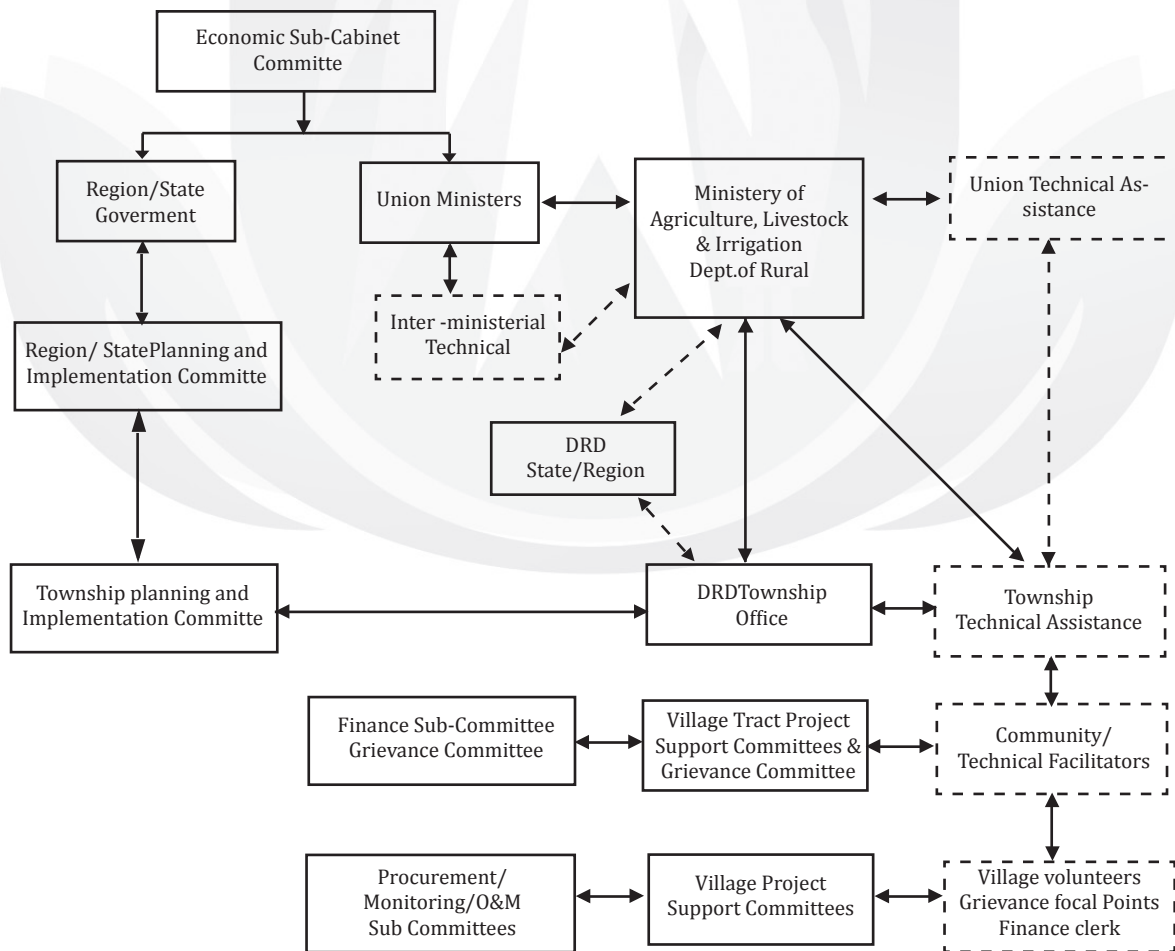 Economic Sub-Cabinet
Committe
Region/State
Goverment
Union Ministers
Ministery of
Agriculture, Livestock
& Irrigation
Dept.of Rural
Union Technical As-
sistance
Inter -ministerial
Technical
Region/ StatePlanning and
Implementation Committe
DRD
State/Region
Township planning and
Implementation Committe
DRDTownship
Office
Township
Technical Assistance
Finance Sub-Committee
Grievance Committee
Village Tract Project
Support Committees &
Grievance Committee
Community/
Technical Facilitators
Procurement/
Monitoring/O&M
Sub Committees
Village Project
Support Committees
Village volunteers
Grievance focal Points
Finance clerk